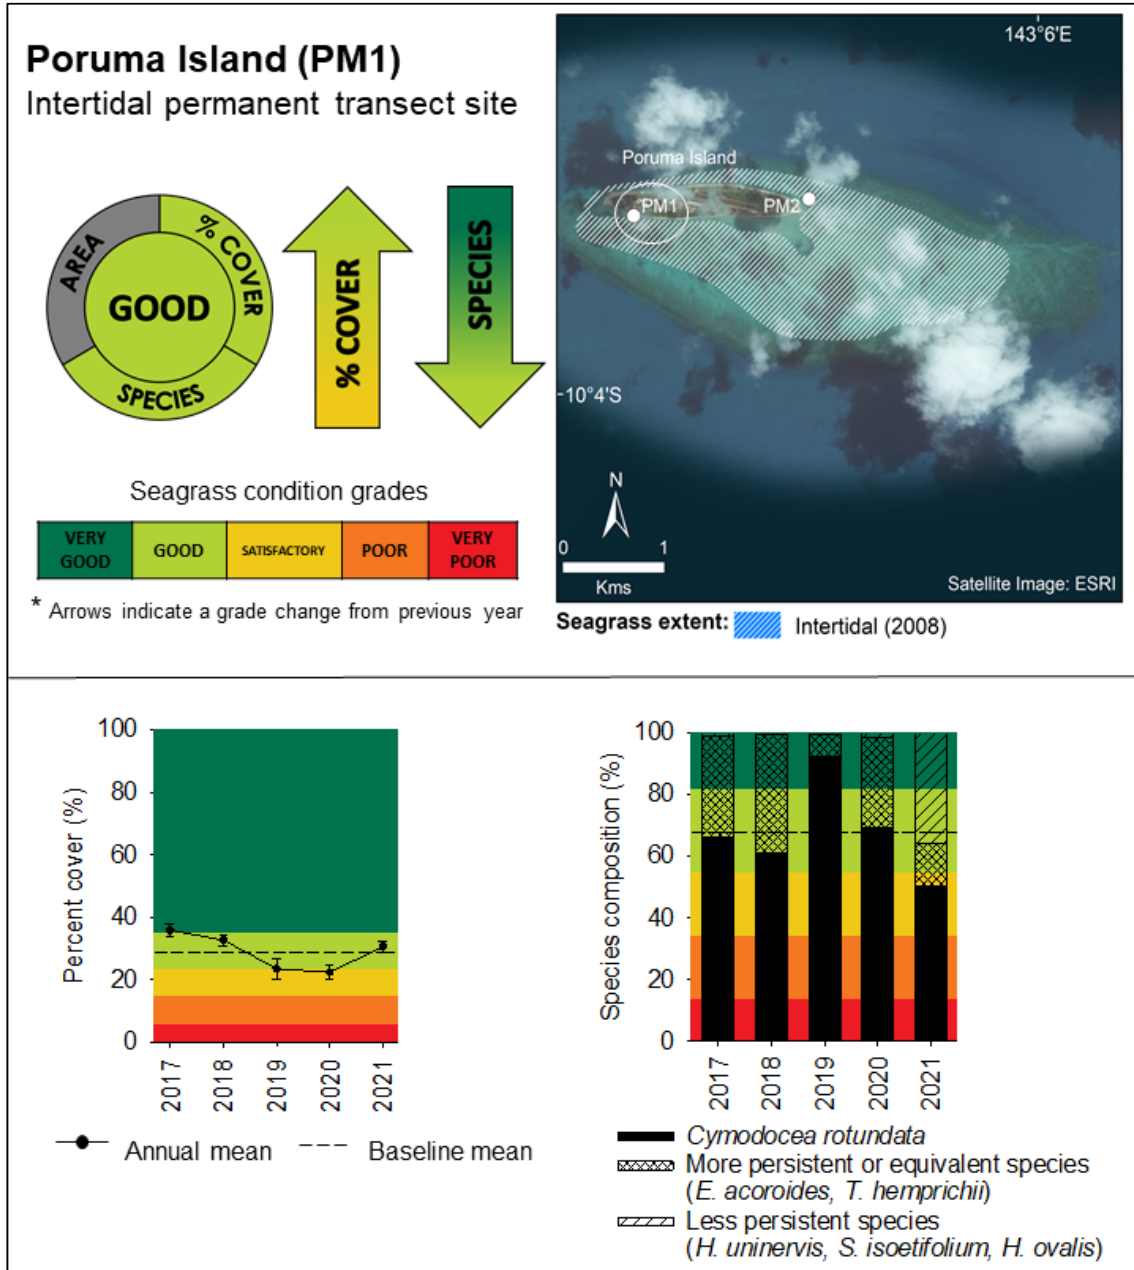 Poruma Island (PM1)
Intertidal permanent transect site
AREA
% COVER
GOOD
SPECIES
% COVER
SPECIES
Seagrass condition grades
VERY GOOD
GOOD
SATISFACTORY
POOR
VERY POOR
* Arrows indicate a grade change from previous year
143°6'E
Poruma Island
PM1
PM2
10°4'S
N
0 1
Kms
Satellite Image: ESRI
Seagrass extent: Intertidal (2008)
Percent cover (%)
100
80
60
40
20
0
2017 2018 2019 2020 2021
Annual mean Baseline mean
Species composition (%)
100
80
60
40
20
0
2017 2018 2019 2020 2021
Cymodocea rotundata
More persistent or equivalent species
(E. acoroides, T. hemprichii)
Less persistent species
(H. uninervis, S. isoetifolium, H. ovalis)